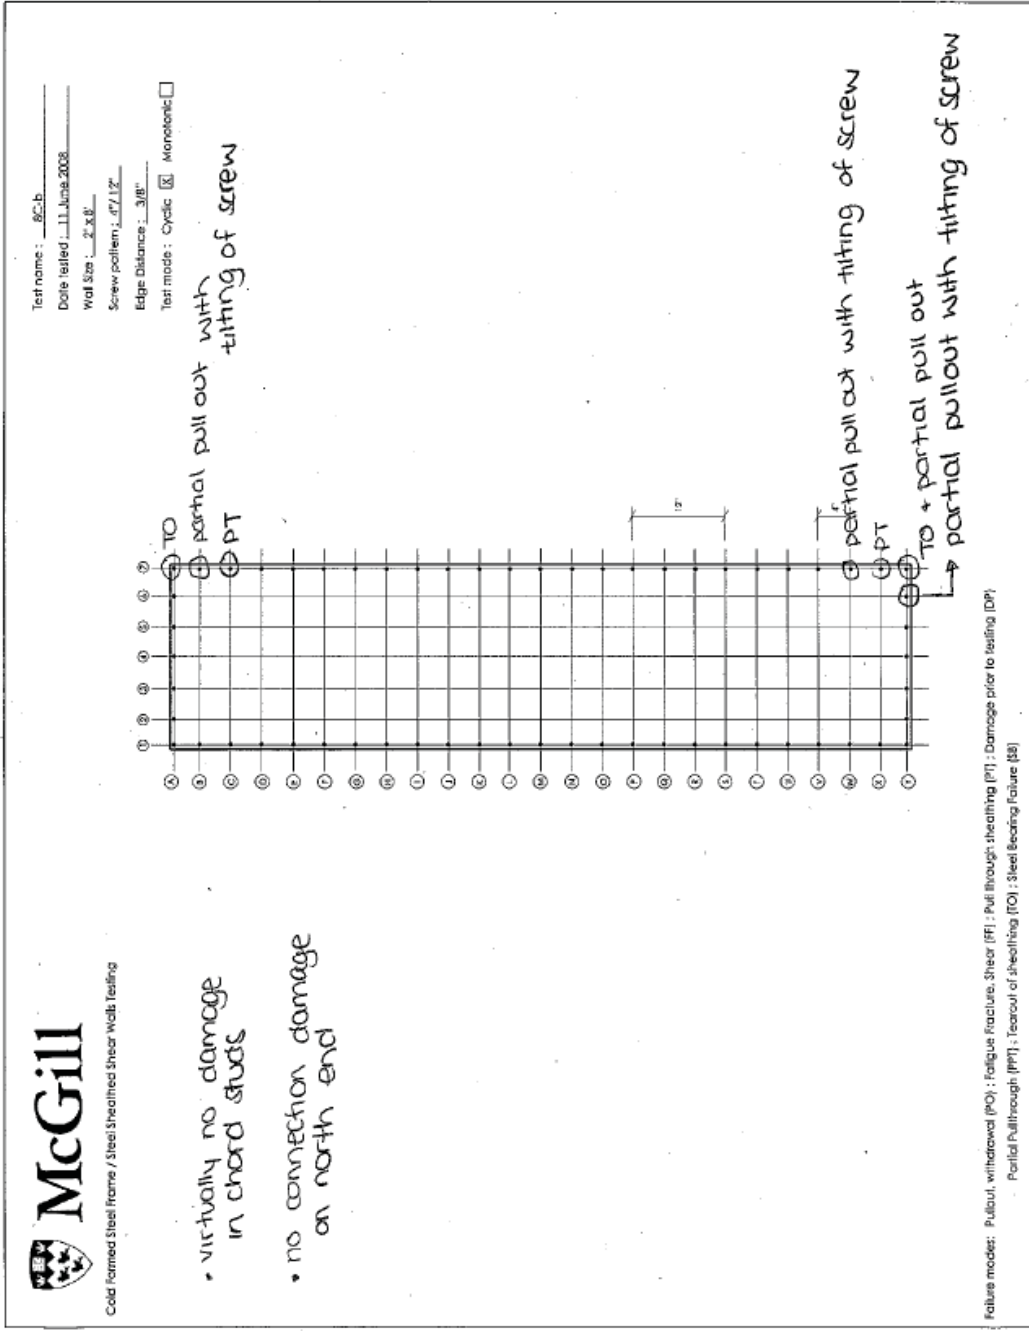 McGill
Cold Formed Steel Frame / Steel Sheathed Shear Walls Testing
Test name : 8C-b
Date tested : 11 June 2008
Wall Size : 2' x 8'
Screw pattern : 4"/12"
Edge Distance : 3/8"
Test mode : Cyclic [X] Monotonic
• virtually no damage
in chord studs
• no connection damage
on north end
TO
partial pull out with
tilting of screw
PT
1 2 3 4 5 6 7
A
B
C
D
E
F
G
H
I
J
K
L
M
N
O
P
Q
R
S
T
U
V
W
X
Y
12"
4"
partial pull out with tilting of screw
PT
TO + partial pull out
partial pullout with tilting of screw
Failure modes: Pullout, withdrawal (PO) ; Fatigue Fracture, Shear (FF) ; Pull through sheathing (PT) ; Damage prior to testing (DP)
Partial Pullthrough (PPT) ; Tearout of sheathing (TO) ; Steel Bearing Failure (SB)